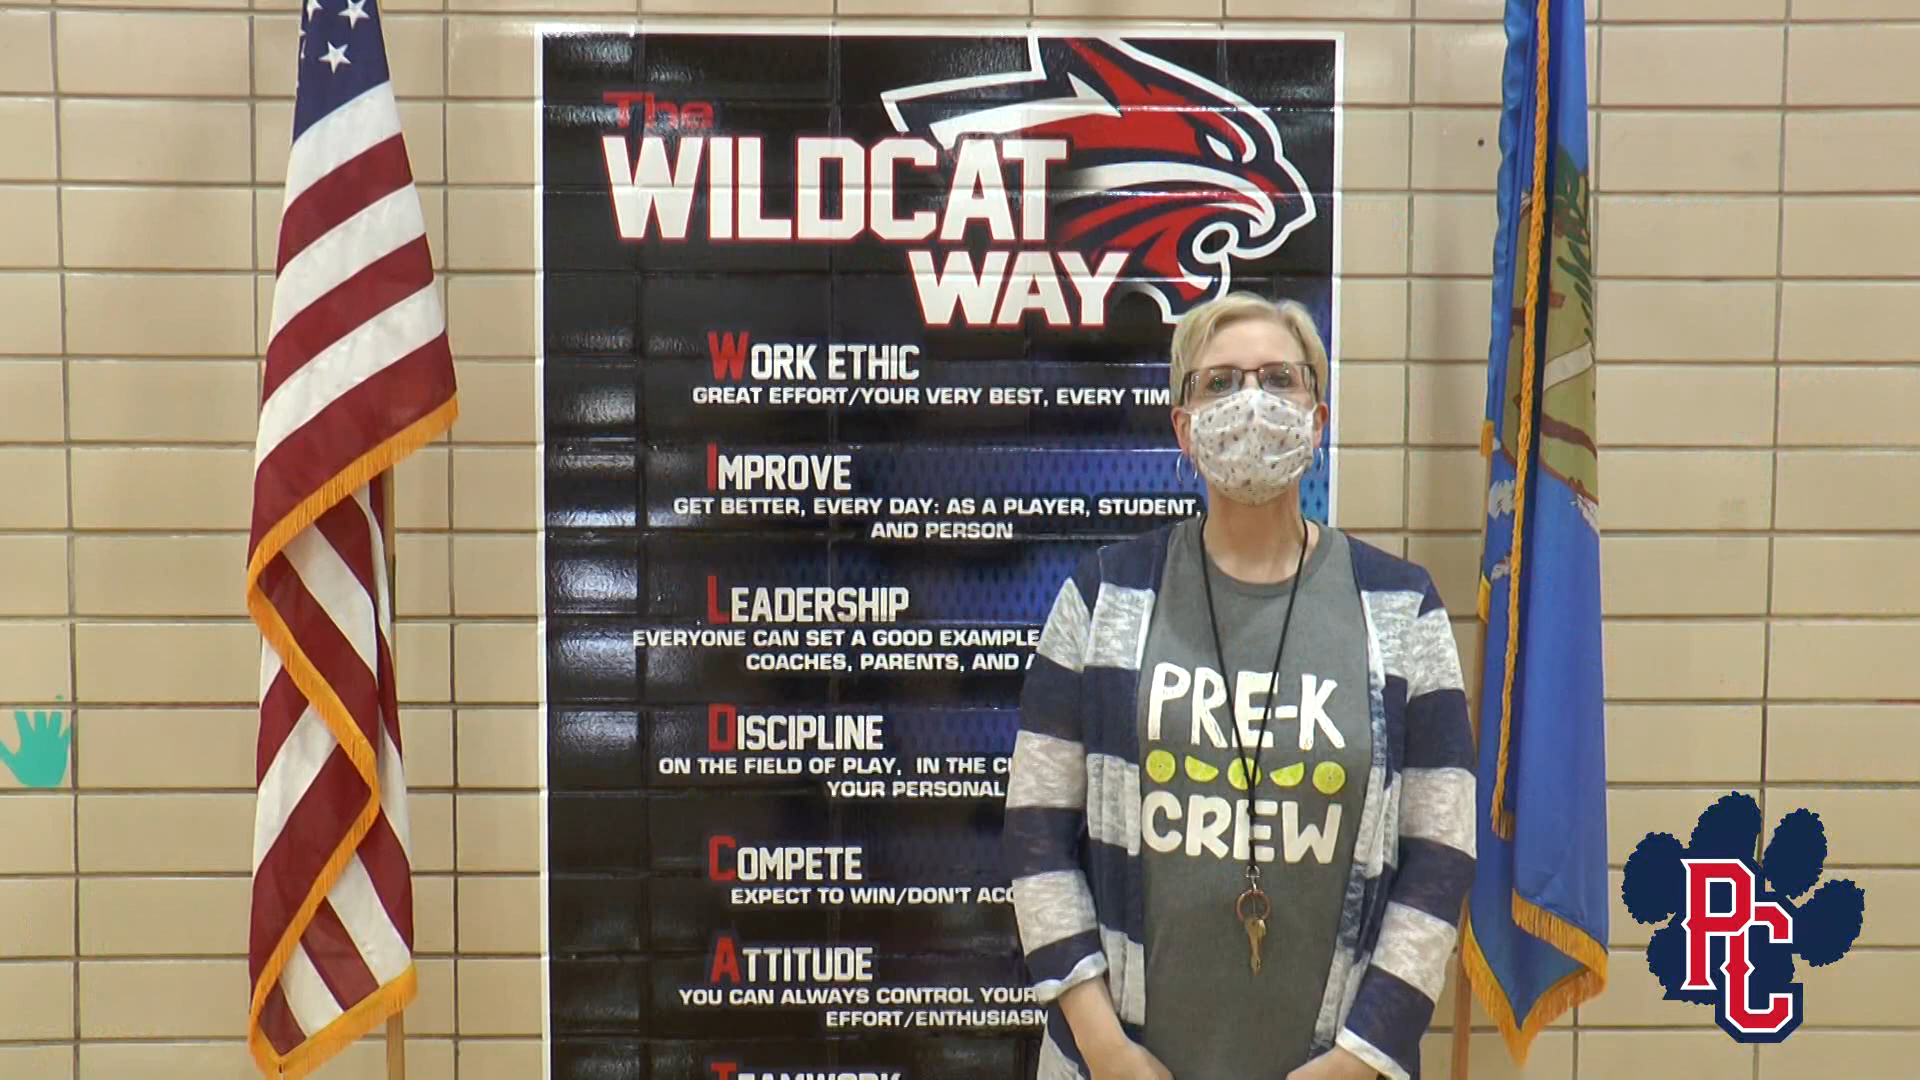 The
WILDCAT
WAY
WORK ETHIC
GREAT EFFORT/YOUR VERY BEST, EVERY TIM
IMPROVE
GET BETTER, EVERY DAY: AS A PLAYER, STUDENT,
AND PERSON
LEADERSHIP
EVERYONE CAN SET A GOOD EXAMPLE
COACHES, PARENTS, AND
DISCIPLINE
ON THE FIELD OF PLAY, IN THE
YOUR PERSONAL
COMPETE
EXPECT TO WIN/DON'T
ATTITUDE
YOU CAN ALWAYS CONTROL YOUR
EFFORT/ENTHUSIASM
TEAMWORK
PRE-K
CREW
PC